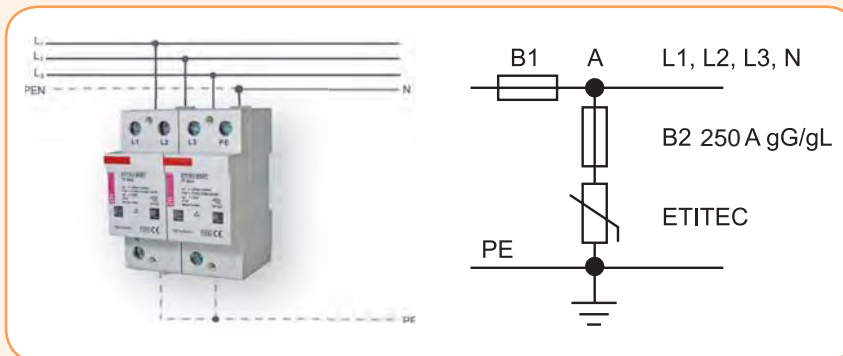 L₁
L₂
L₃
PEN
N
L1 L2 L3 PE
PE
B1 A L1, L2, L3, N
B2 250 A gG/gL
ETITEC
PE